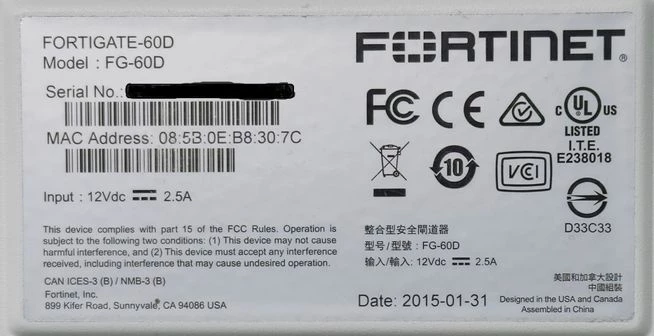 FORTIGATE-60D
Model : FG-60D
Serial No.:
MAC Address: 08:5B:0E:B8:30:7C
Input : 12Vdc 2.5A
This device complies with part 15 of the FCC Rules. Operation is
subject to the following two conditions: (1) This device may not cause
harmful interference, and (2) This device must accept any interference
received, including interference that may cause undesired operation.
CAN ICES-3 (B) / NMB-3 (B)
Fortinet, Inc.
899 Kifer Road, Sunnyvale, CA 94086 USA
FORTINET®
FC CE
C UL US
LISTED
I.T.E.
E238018
10
VCI
D33C33
整合型安全閘道器
型号/型號: FG-60D
输入/輸入: 12Vdc 2.5A
美國和加拿大設計
中國組裝
Date: 2015-01-31
Designed in the USA and Canada
Assembled in China